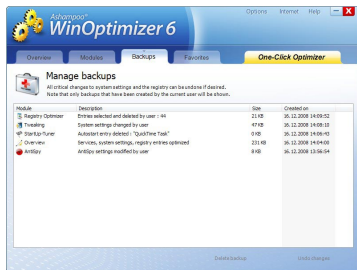 Ashampoo®
WinOptimizer 6
Options Internet Help
Overview Modules Backups Favorites One-Click Optimizer
Manage backups
All critical changes to system settings and the registry can be undone if desired.
Note that only backups that have been created by the current user will be shown.
Module Description Size Created on
Registry Optimizer Entries selected and deleted by user : 44 21 KB 16.12.2008 14:09:52
Tweaking System settings changed by user 47 KB 16.12.2008 14:08:10
StartUp-Tuner Autostart entry deleted : "QuickTime Task" 0 KB 16.12.2008 14:06:43
Overview Services, system settings, registry entries optimized 231 KB 16.12.2008 14:04:00
AntiSpy AntiSpy settings modified by user 8 KB 16.12.2008 13:56:54
Delete backup Undo changes